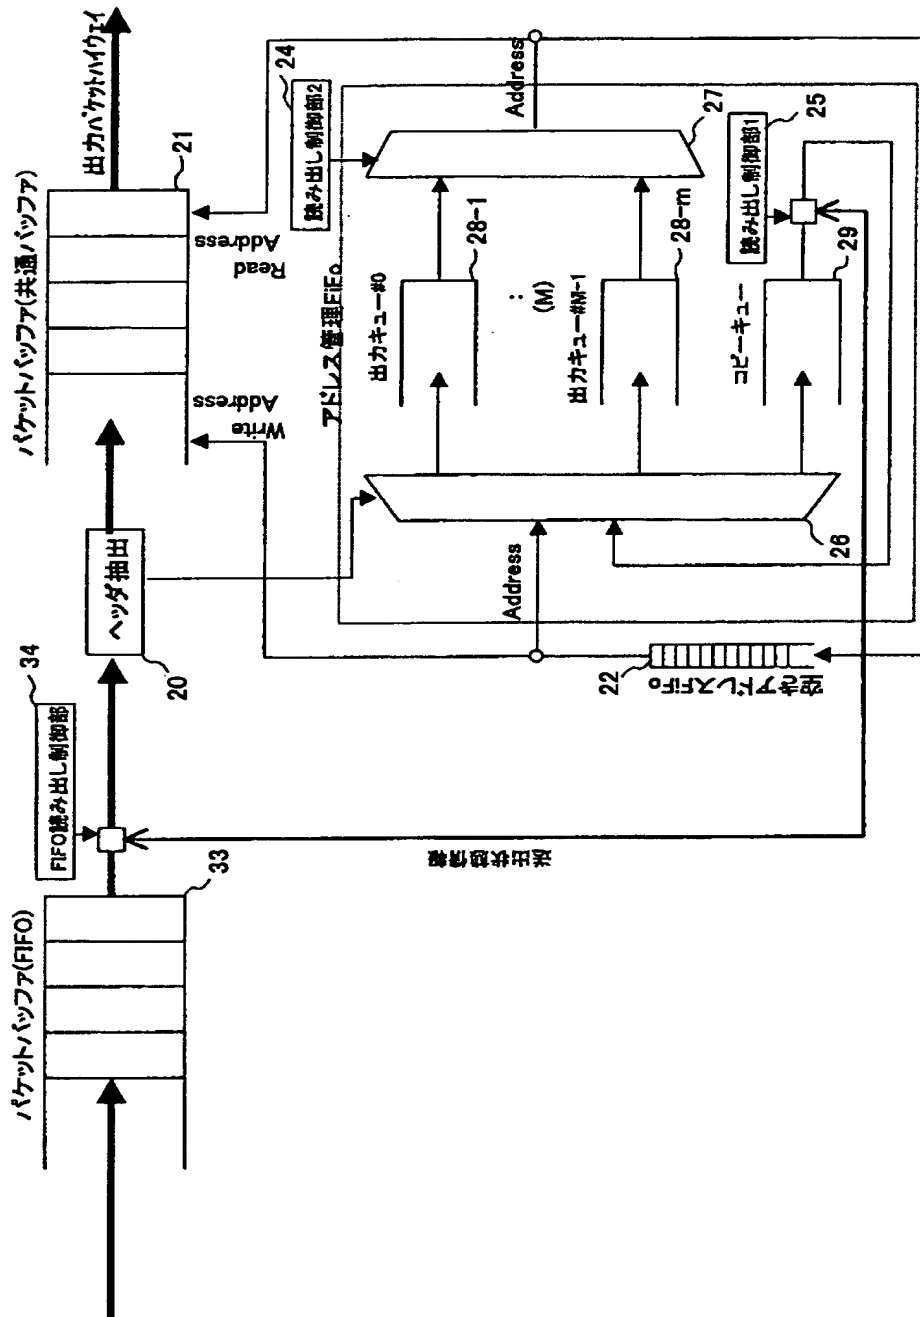 パケットバッファ(FIFO)
33
FIFO読み出し制御部
34
ヘッダ抽出
20
パケットバッファ(共通バッファ)
21
出力パケットハイウェイ
Write
Address
Read
Address
送出状態情報
空きアドレスFiFo
22
アドレス管理FiFo
Address
26
出力キュー#0
28-1
:
(M)
出力キュー#M-1
28-m
コピーキュー
29
読み出し制御部2
24
27
Address
読み出し制御部1
25